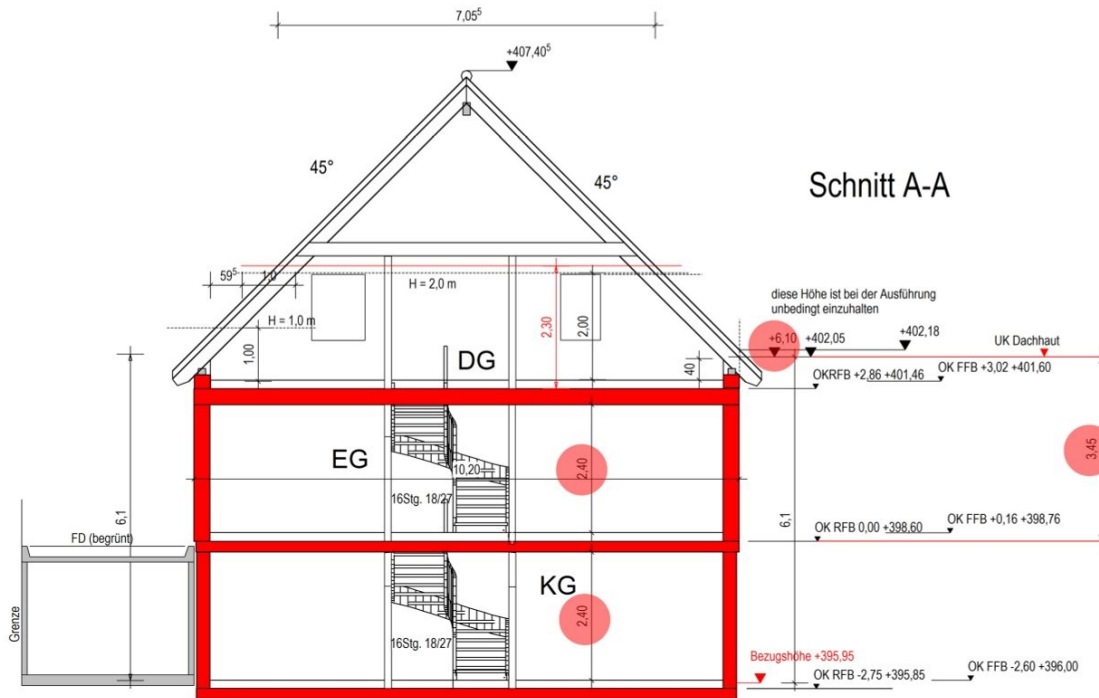 7,05⁵
+407,40⁵
45°
45°
Schnitt A-A
59⁵
1,0
H = 2,0 m
H = 1,0 m
2,30
2,00
1,00
DG
40
diese Höhe ist bei der Ausführung
unbedingt einzuhalten
+6,10
+402,05
+402,18
UK Dachhaut
OKRFB +2,86 +401,46
OK FFB +3,02 +401,60
EG
10,20
2,40
16Stg. 18/27
3,45
6,1
6,1
FD (begrünt)
OK RFB 0,00 +398,60
OK FFB +0,16 +398,76
Grenze
KG
2,40
16Stg. 18/27
Bezugshöhe +395,95
OK RFB -2,75 +395,85
OK FFB -2,60 +396,00